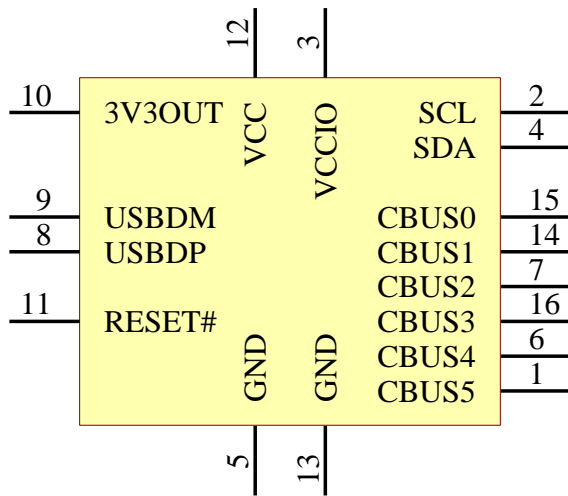 12 3
10 3V3OUT VCC VCCIO SCL 2
SDA 4
9 USBDM CBUS0 15
8 USBDP CBUS1 14
CBUS2 7
11 RESET# GND GND CBUS3 16
CBUS4 6
CBUS5 1
5 13